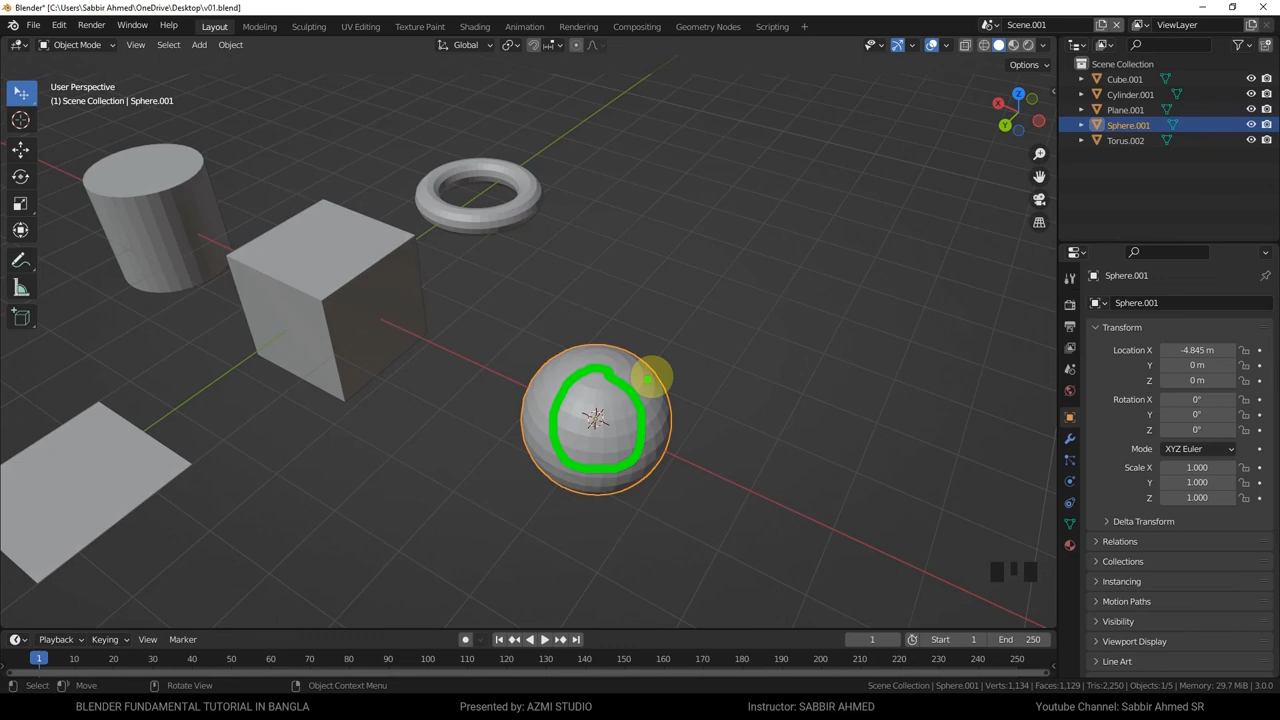 Blender* [C:\Users\Sabbir Ahmed\OneDrive\Desktop\v01.blend]
File Edit Render Window Help Layout Modeling Sculpting UV Editing Texture Paint Shading Animation Rendering Compositing Geometry Nodes Scripting + Scene.001 ViewLayer
Object Mode View Select Add Object Global
Options
User Perspective
(1) Scene Collection | Sphere.001
Z
X
Y
Scene Collection
Cube.001
Cylinder.001
Plane.001
Sphere.001
Torus.002
Sphere.001
Sphere.001
Transform
Location X -4.845 m
Y 0 m
Z 0 m
Rotation X 0°
Y 0°
Z 0°
Mode XYZ Euler
Scale X 1.000
Y 1.000
Z 1.000
Delta Transform
Relations
Collections
Instancing
Motion Paths
Visibility
Viewport Display
Line Art
Playback Keying View Marker 1 Start 1 End 250
1 10 20 30 40 50 60 70 80 90 100 110 120 130 140 150 160 170 180 190 200 210 220 230 240 250
Select Move Rotate View Object Context Menu Scene Collection | Sphere.001 | Verts:1,134 | Faces:1,129 | Tris:2,250 | Objects:1/5 | Memory: 29.7 MiB | 3.0.0
BLENDER FUNDAMENTAL TUTORIAL IN BANGLA Presented by: AZMI STUDIO Instructor: SABBIR AHMED Youtube Channel: Sabbir Ahmed SR